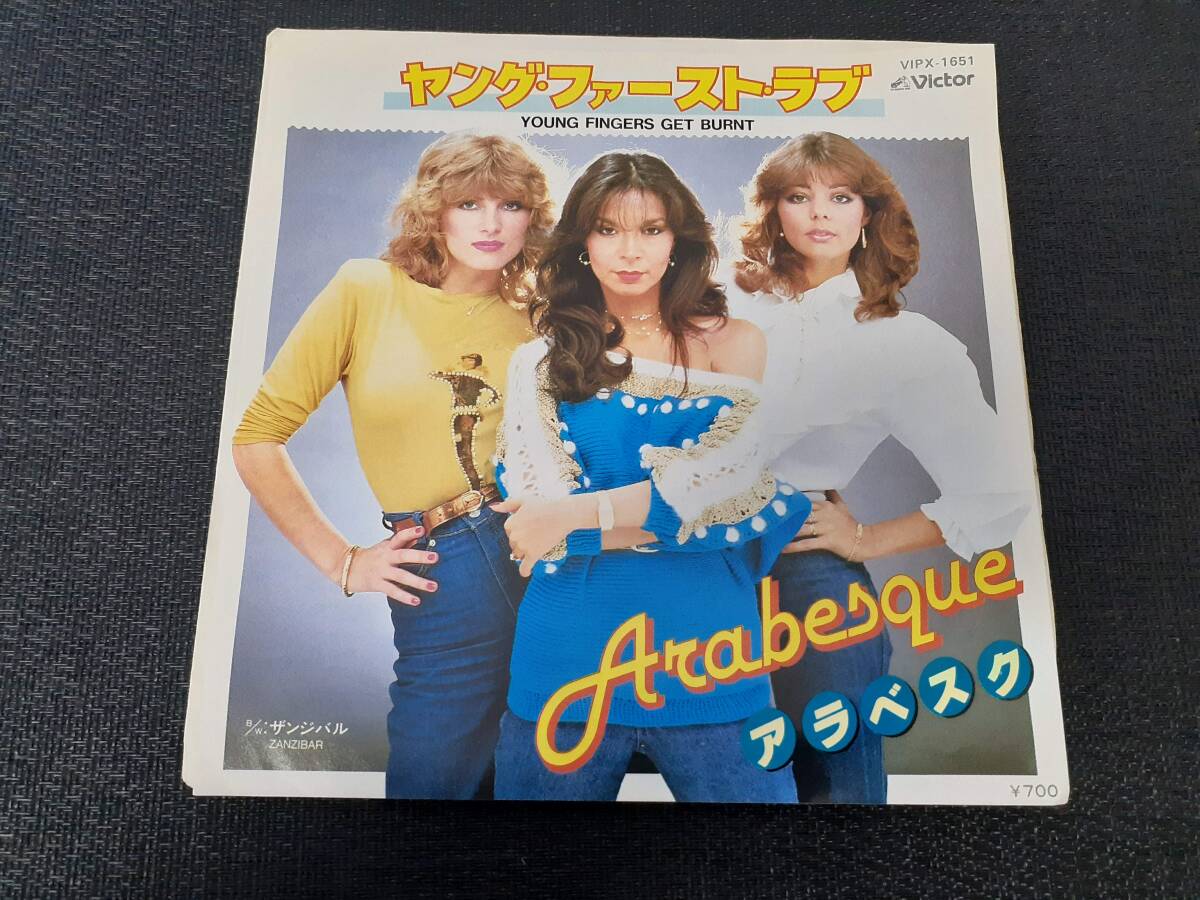 VIPX-1651
Victor
ヤング・ファースト・ラブ
YOUNG FINGERS GET BURNT
Arabesque
アラベスク
B/W:ザンジバル
ZANZIBAR
¥700